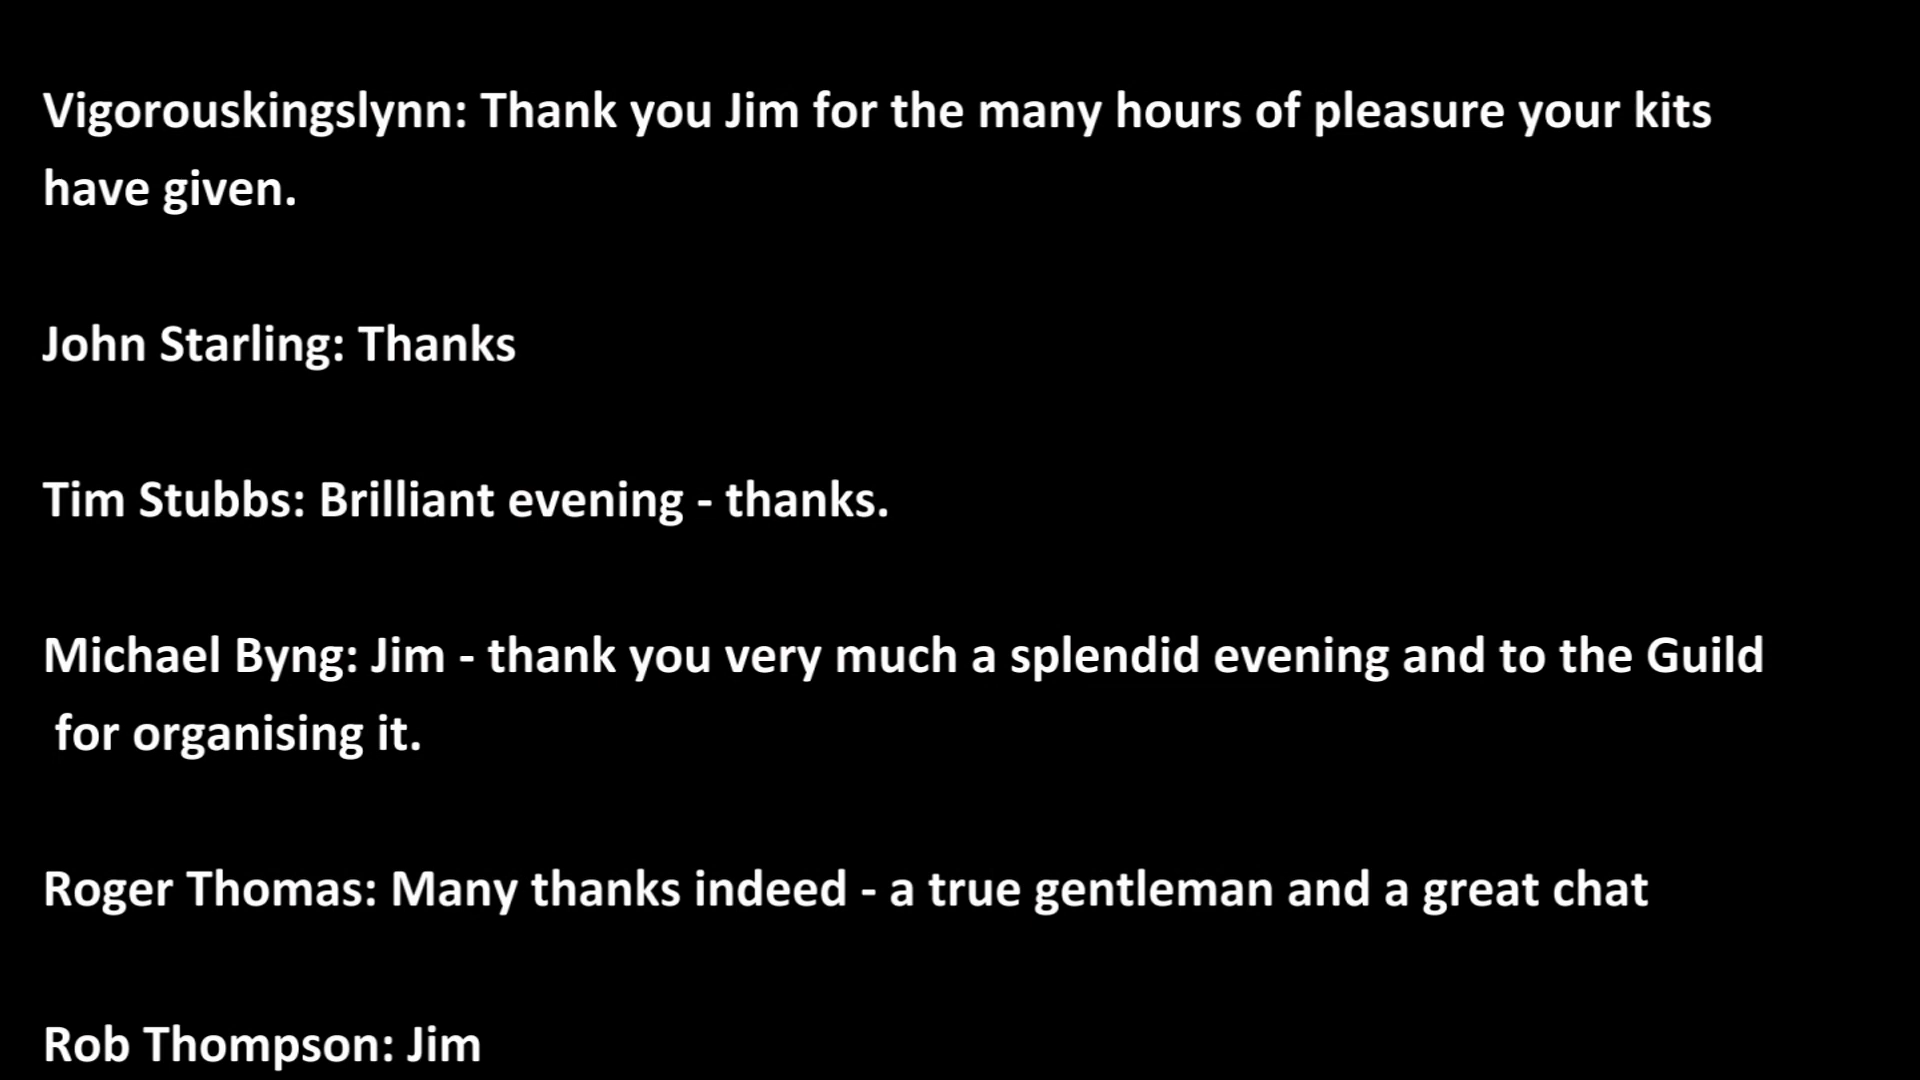 Vigorouskingslynn: Thank you Jim for the many hours of pleasure your kits
have given.
John Starling: Thanks
Tim Stubbs: Brilliant evening - thanks.
Michael Byng: Jim - thank you very much a splendid evening and to the Guild
for organising it.
Roger Thomas: Many thanks indeed - a true gentleman and a great chat
Rob Thompson: Jim